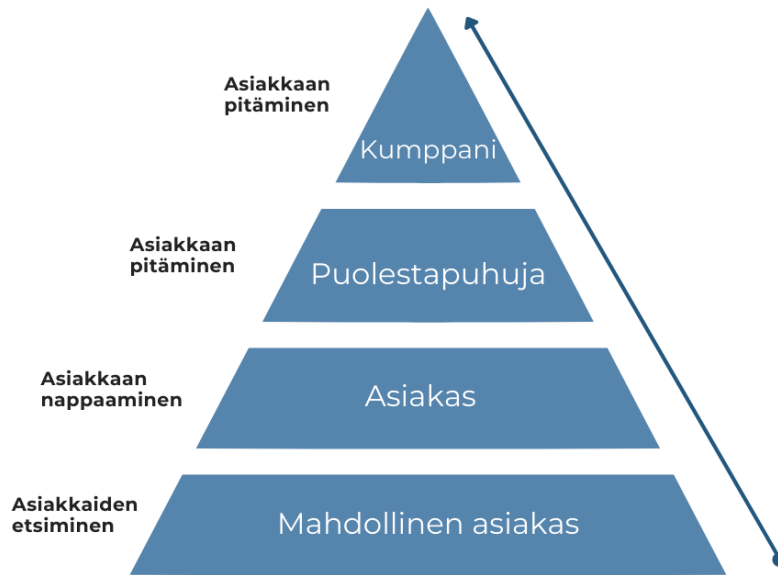 Asiakkaan
pitäminen
Kumppani
Asiakkaan
pitäminen
Puolestapuhuja
Asiakkaan
nappaaminen
Asiakas
Asiakkaiden
etsiminen
Mahdollinen asiakas